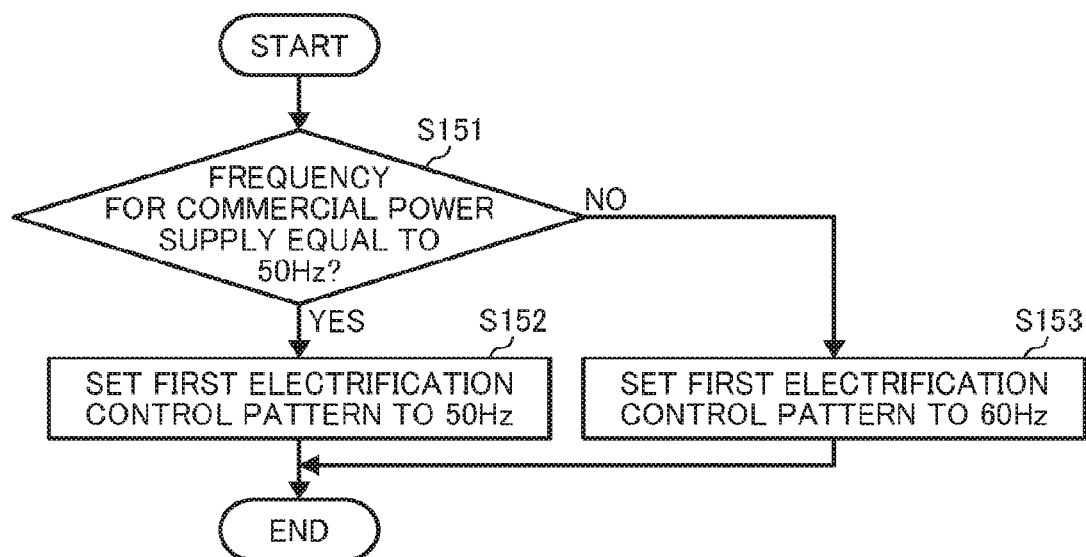 START
S151
FREQUENCY
FOR COMMERCIAL POWER
SUPPLY EQUAL TO
50Hz?
NO
YES
S152
SET FIRST ELECTRIFICATION
CONTROL PATTERN TO 50Hz
S153
SET FIRST ELECTRIFICATION
CONTROL PATTERN TO 60Hz
END